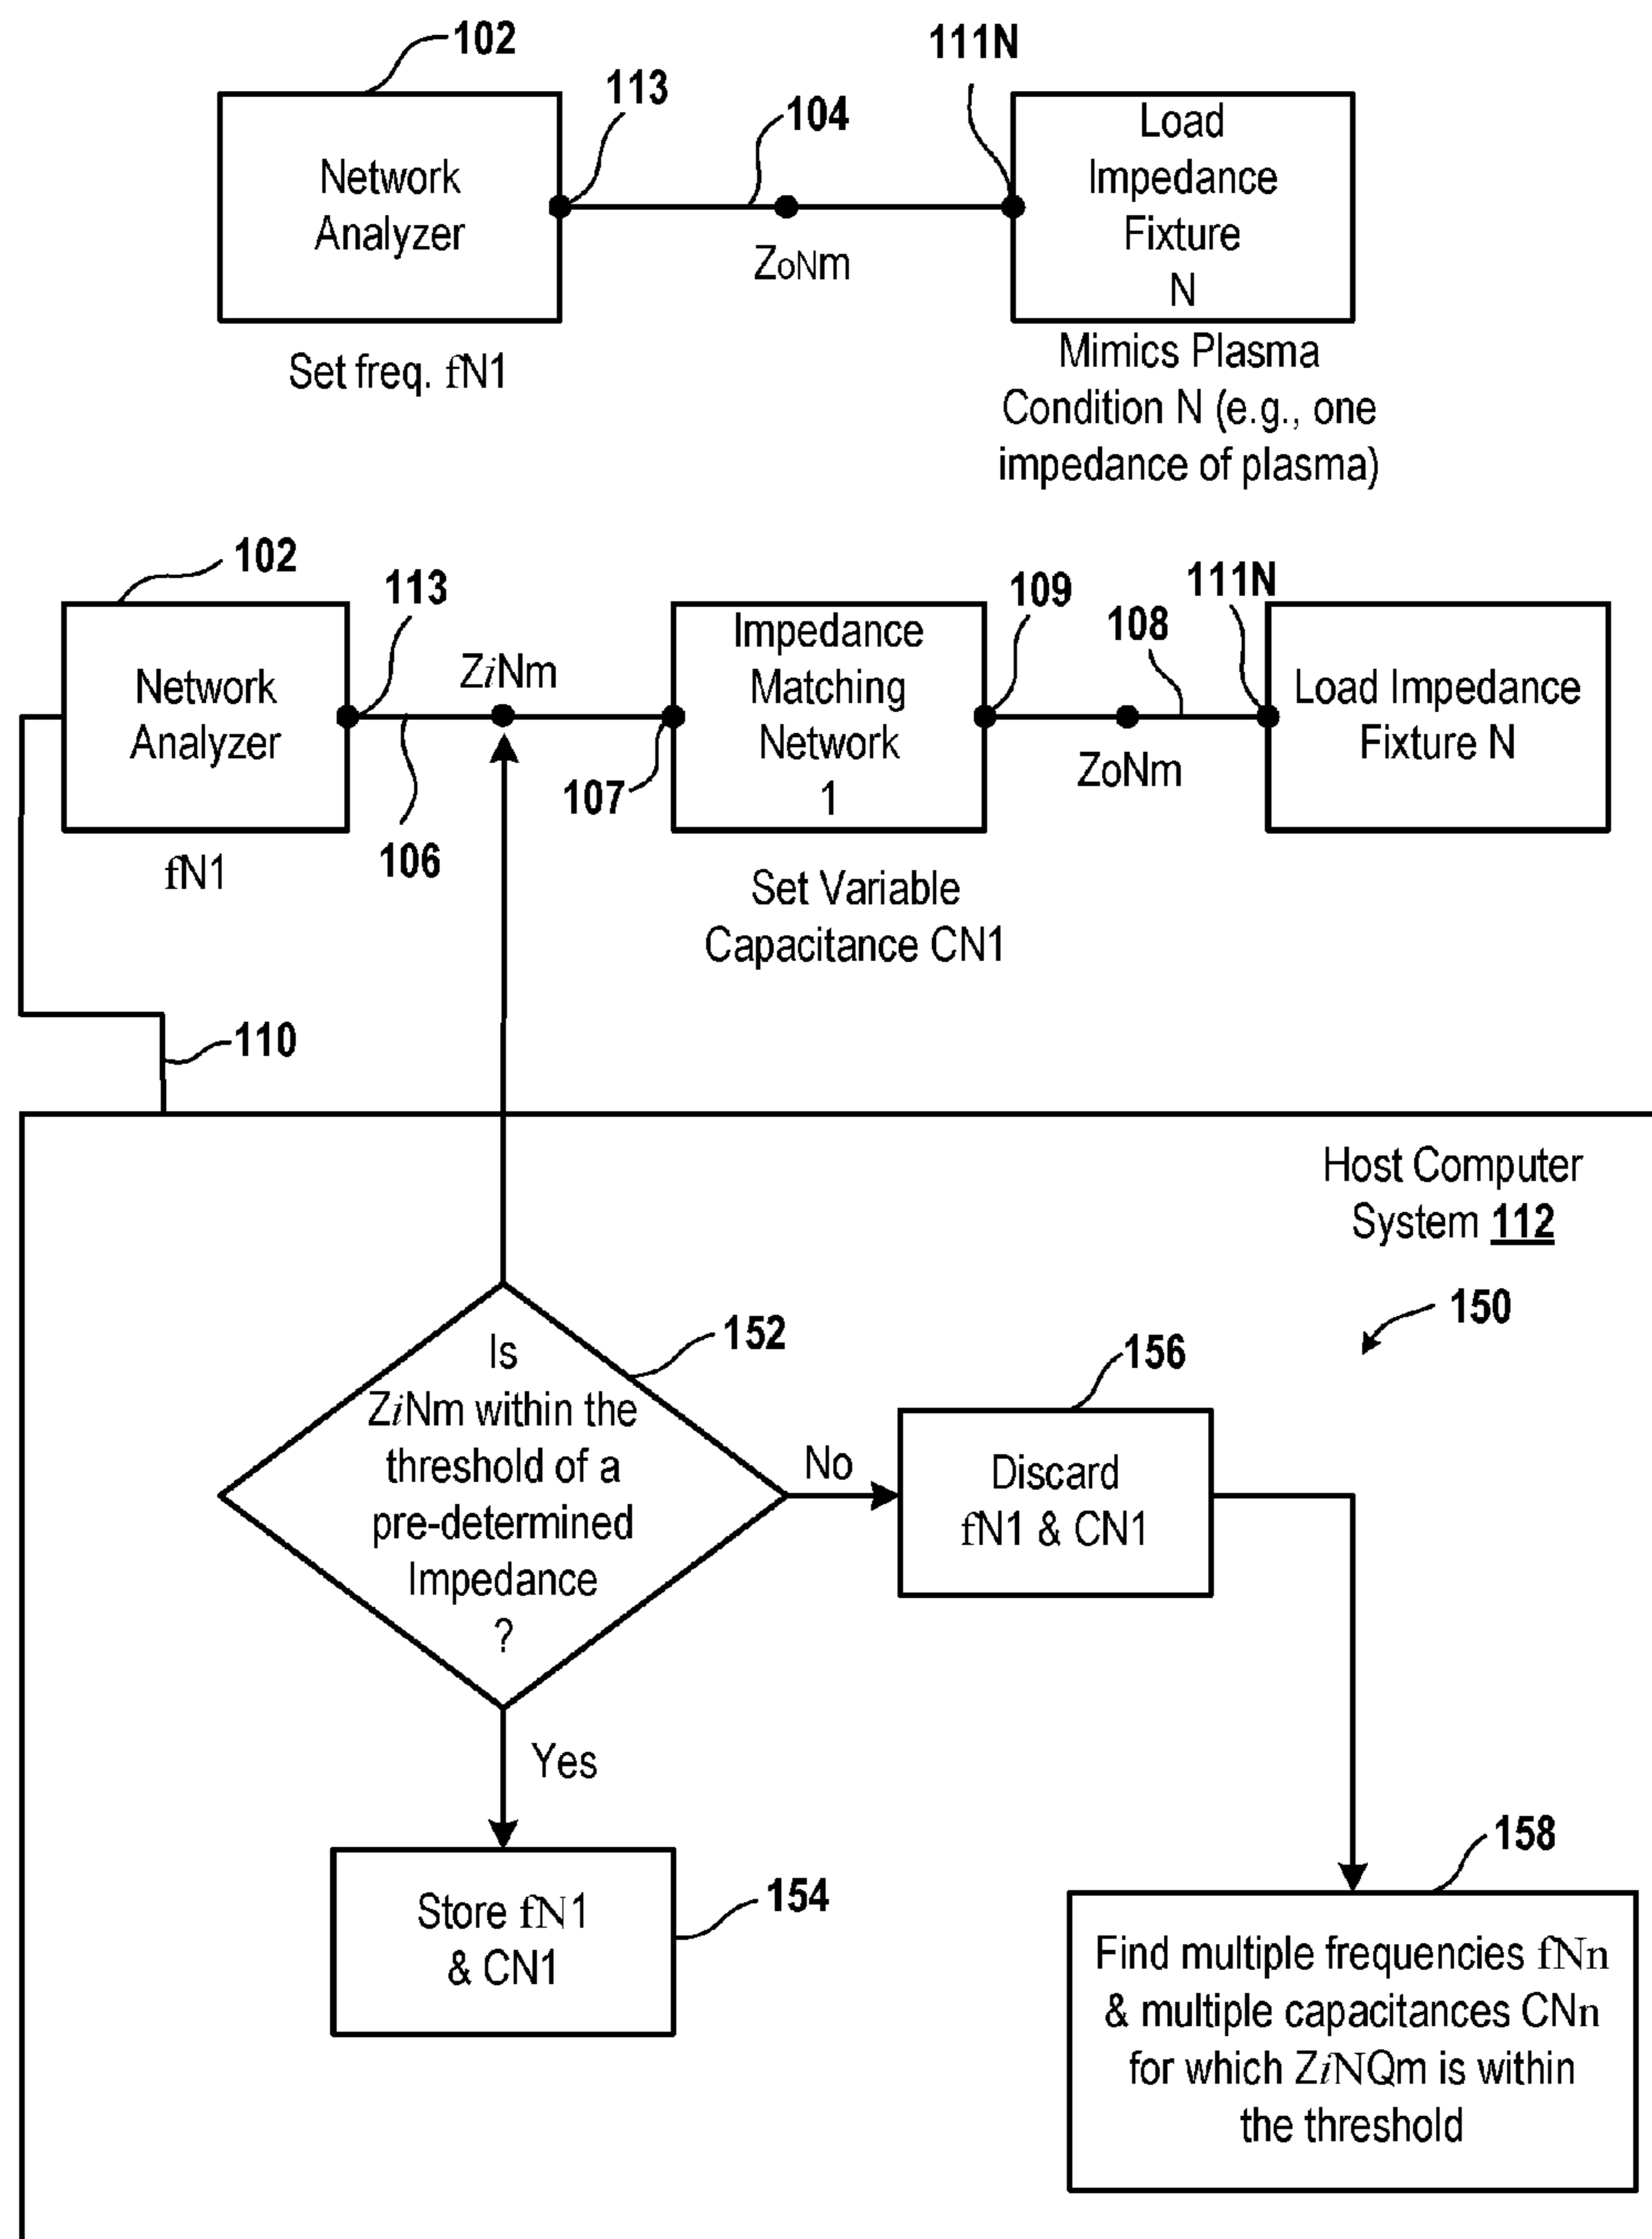 102
113
104
111N
Network
Analyzer
Load
Impedance
Fixture
N
ZoNm
Set freq. fN1
Mimics Plasma
Condition N (e.g., one
impedance of plasma)
102
113
ZiNm
109
108
111N
Network
Analyzer
Impedance
Matching
Network
1
Load Impedance
Fixture N
107
ZoNm
fN1
106
Set Variable
Capacitance CN1
110
Host Computer
System 112
150
152
156
Is
ZiNm within the
threshold of a
pre-determined
Impedance
?
No
Discard
fN1 & CN1
Yes
158
154
Store fN1
& CN1
Find multiple frequencies fNn
& multiple capacitances CNn
for which ZiNQm is within
the threshold